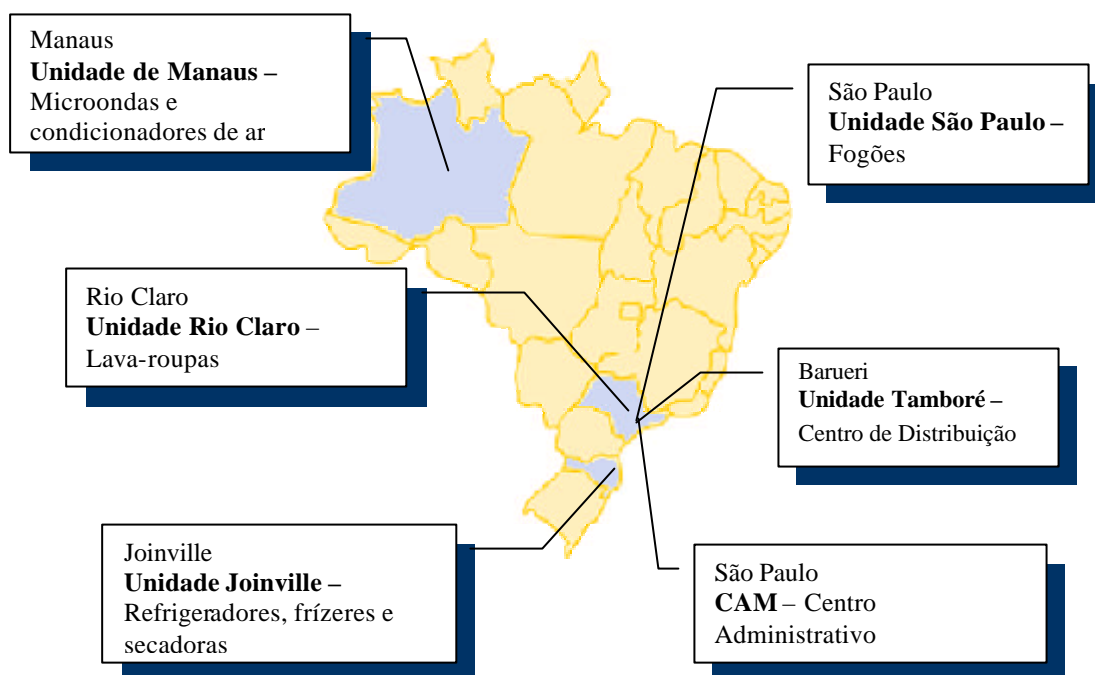 Manaus
Unidade de Manaus –
Microondas e
condicionadores de ar
São Paulo
Unidade São Paulo –
Fogões
Rio Claro
Unidade Rio Claro –
Lava-roupas
Barueri
Unidade Tamboré –
Centro de Distribuição
Joinville
Unidade Joinville –
Refrigeradores, frízeres e
secadoras
São Paulo
CAM – Centro
Administrativo